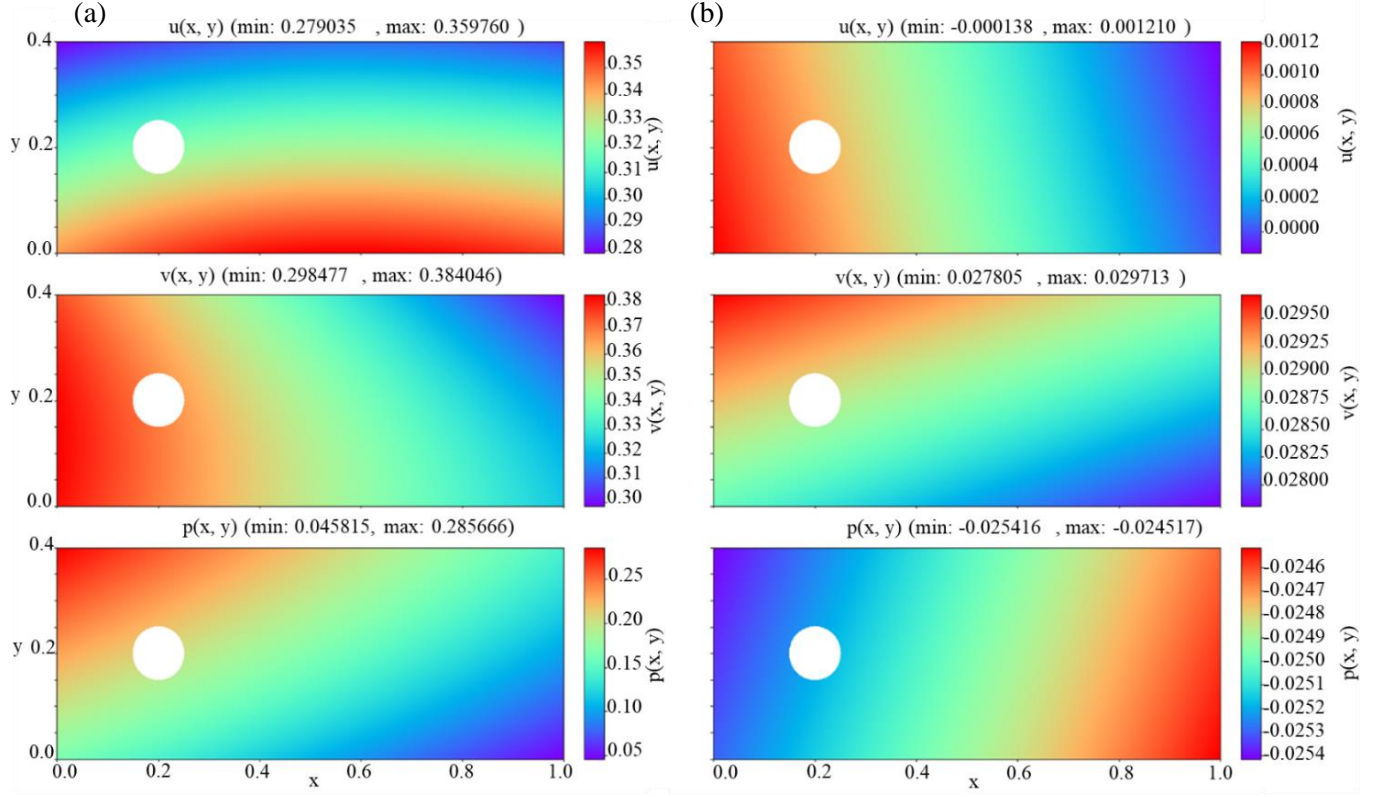 (a)
u(x, y) (min: 0.279035 , max: 0.359760 )
0.4
y 0.2
0.0
0.35
0.34
0.33
0.32
0.31
0.30
0.29
0.28
u(x, y)
v(x, y) (min: 0.298477 , max: 0.384046)
0.4
y 0.2
0.0
0.38
0.37
0.36
0.35
0.34
0.33
0.32
0.31
0.30
v(x, y)
p(x, y) (min: 0.045815, max: 0.285666)
0.4
y 0.2
0.0
0.25
0.20
0.15
0.10
0.05
p(x, y)
0.0 0.2 0.4 0.6 0.8 1.0
x
(b)
u(x, y) (min: -0.000138 , max: 0.001210 )
0.0012
0.0010
0.0008
0.0006
0.0004
0.0002
0.0000
u(x, y)
v(x, y) (min: 0.027805 , max: 0.029713 )
0.02950
0.02925
0.02900
0.02875
0.02850
0.02825
0.02800
v(x, y)
p(x, y) (min: -0.025416 , max: -0.024517)
-0.0246
-0.0247
-0.0248
-0.0249
-0.0250
-0.0251
-0.0252
-0.0253
-0.0254
p(x, y)
0.0 0.2 0.4 0.6 0.8 1.0
x